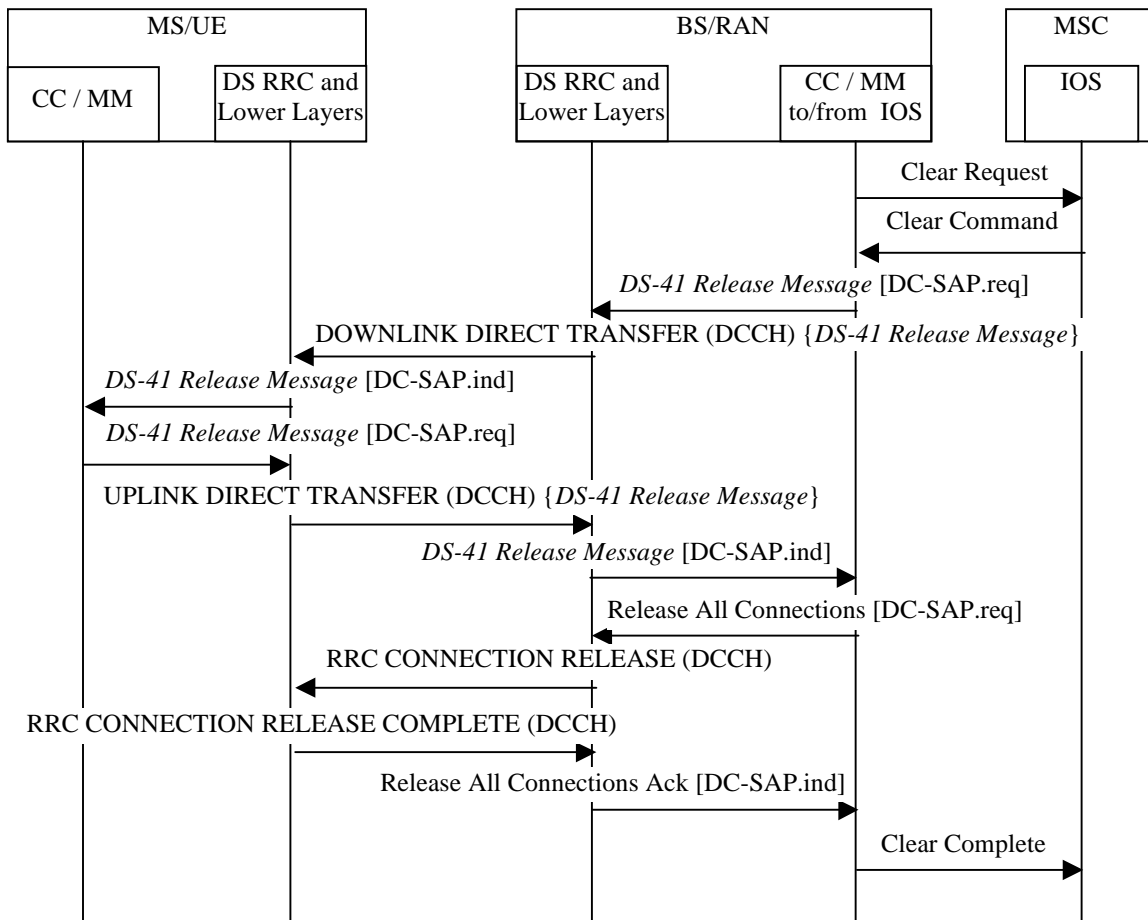 MS/UE
BS/RAN
MSC
CC / MM
DS RRC and
Lower Layers
DS RRC and
Lower Layers
CC / MM
to/from IOS
IOS
Clear Request
Clear Command
DS-41 Release Message [DC-SAP.req]
DOWNLINK DIRECT TRANSFER (DCCH) {DS-41 Release Message}
DS-41 Release Message [DC-SAP.ind]
DS-41 Release Message [DC-SAP.req]
UPLINK DIRECT TRANSFER (DCCH) {DS-41 Release Message}
DS-41 Release Message [DC-SAP.ind]
Release All Connections [DC-SAP.req]
RRC CONNECTION RELEASE (DCCH)
RRC CONNECTION RELEASE COMPLETE (DCCH)
Release All Connections Ack [DC-SAP.ind]
Clear Complete